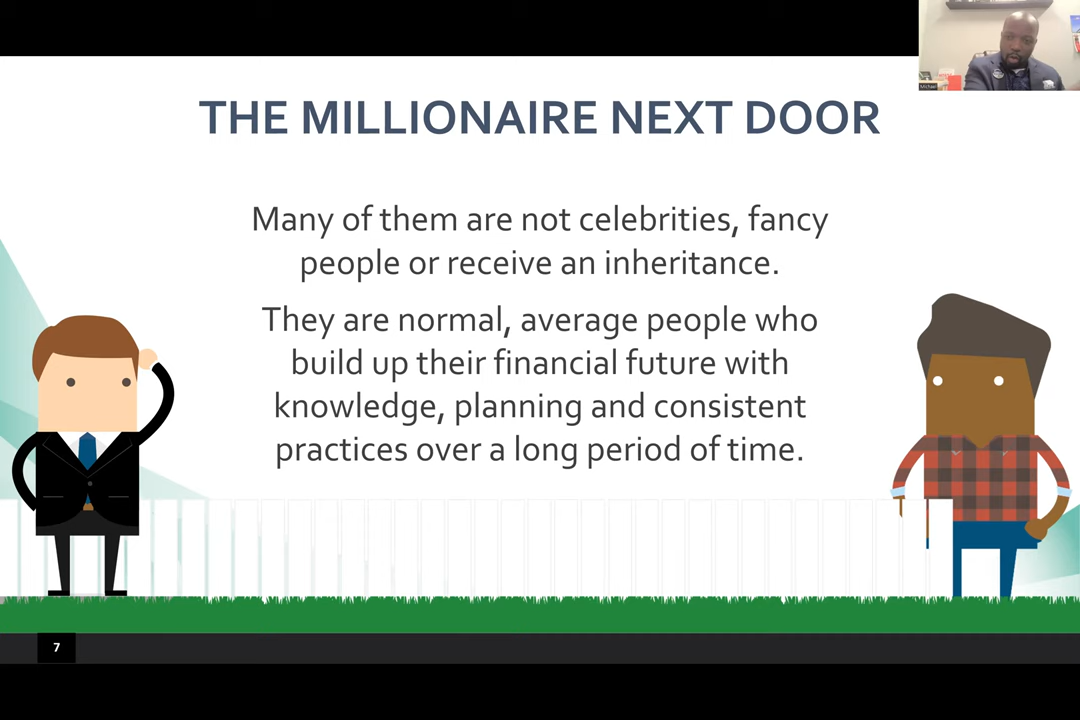 Michael
THE MILLIONAIRE NEXT DOOR
Many of them are not celebrities, fancy
people or receive an inheritance.
They are normal, average people who
build up their financial future with
knowledge, planning and consistent
practices over a long period of time.
7